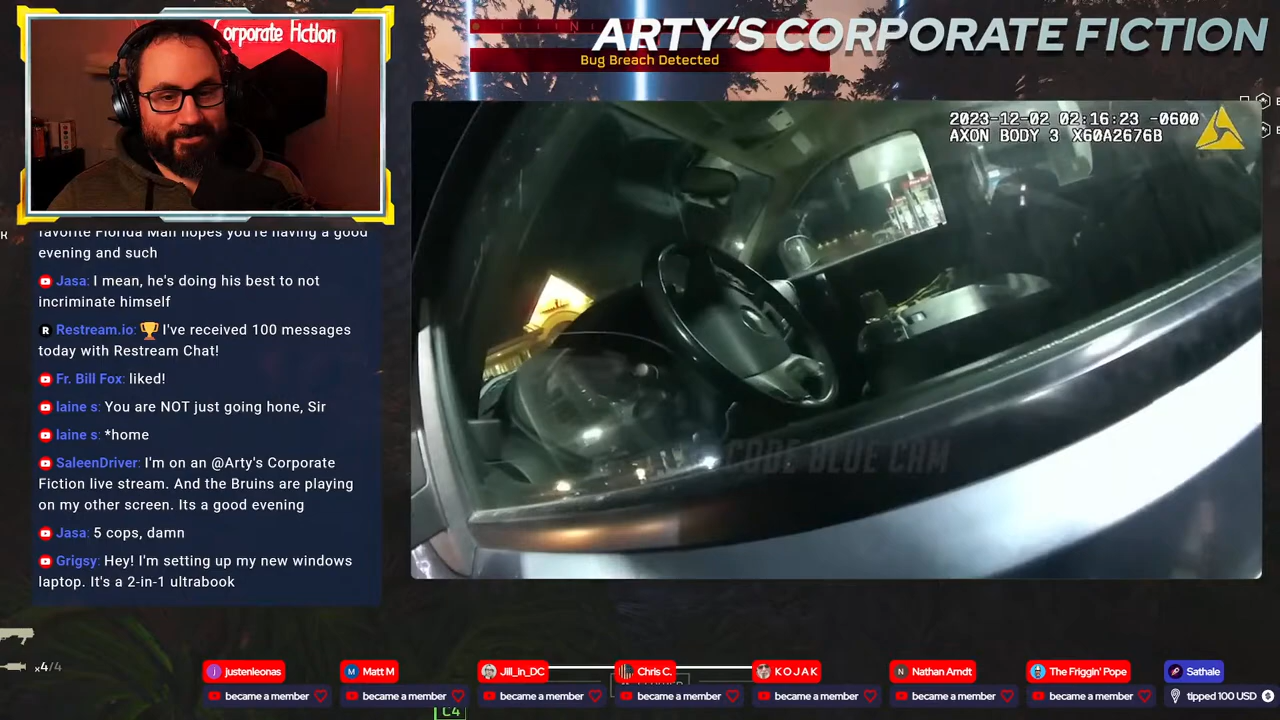 Corporate Fiction
ARTY'S CORPORATE FICTION
Bug Breach Detected
2023-12-02 02:16:23 -0600
AXON BODY 3 X60A2676B
favorite Florida Man hopes you're having a good
evening and such
Jasa: I mean, he's doing his best to not
incriminate himself
R Restream.io: 🏆 I've received 100 messages
today with Restream Chat!
Fr. Bill Fox: liked!
laine s: You are NOT just going hone, Sir
laine s: *home
SaleenDriver: I'm on an @Arty's Corporate
Fiction live stream. And the Bruins are playing
on my other screen. Its a good evening
Jasa: 5 cops, damn
Grigsy: Hey! I'm setting up my new windows
laptop. It's a 2-in-1 ultrabook
CODE BLUE CAM
x4/4
C4
j justenleonas
became a member
M Matt M
became a member
Jill_in_DC
became a member
Chris C.
became a member
K O J A K
became a member
N Nathan Arndt
became a member
The Friggin' Pope
became a member
Sathale
tipped 100 USD